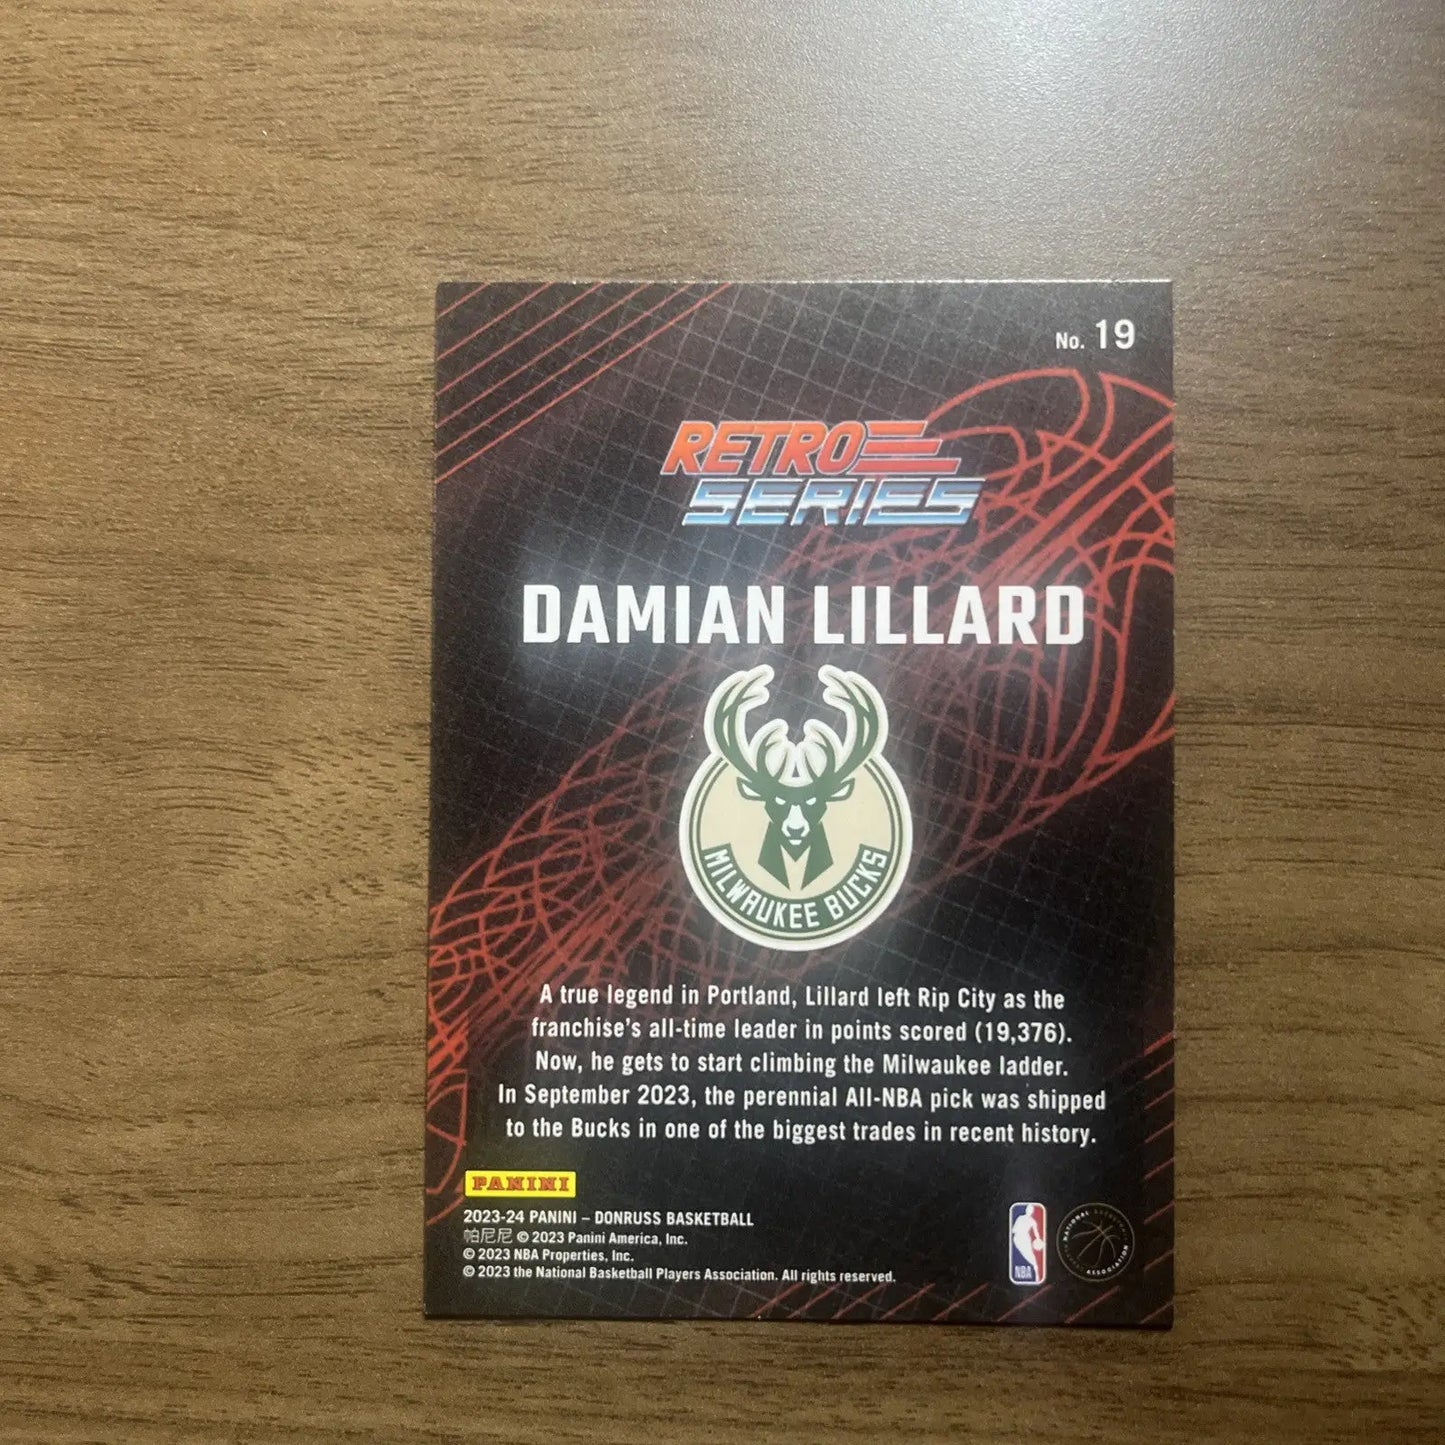 No. 19
RETRO
SERIES
DAMIAN LILLARD
MILWAUKEE BUCKS
A true legend in Portland, Lillard left Rip City as the
franchise's all-time leader in points scored (19,376).
Now, he gets to start climbing the Milwaukee ladder.
In September 2023, the perennial All-NBA pick was shipped
to the Bucks in one of the biggest trades in recent history.
PANINI
2023-24 PANINI – DONRUSS BASKETBALL
帕尼尼 © 2023 Panini America, Inc.
© 2023 NBA Properties, Inc.
© 2023 the National Basketball Players Association. All rights reserved.
NBA
NATIONAL BASKETBALL
PLAYERS ASSOCIATION